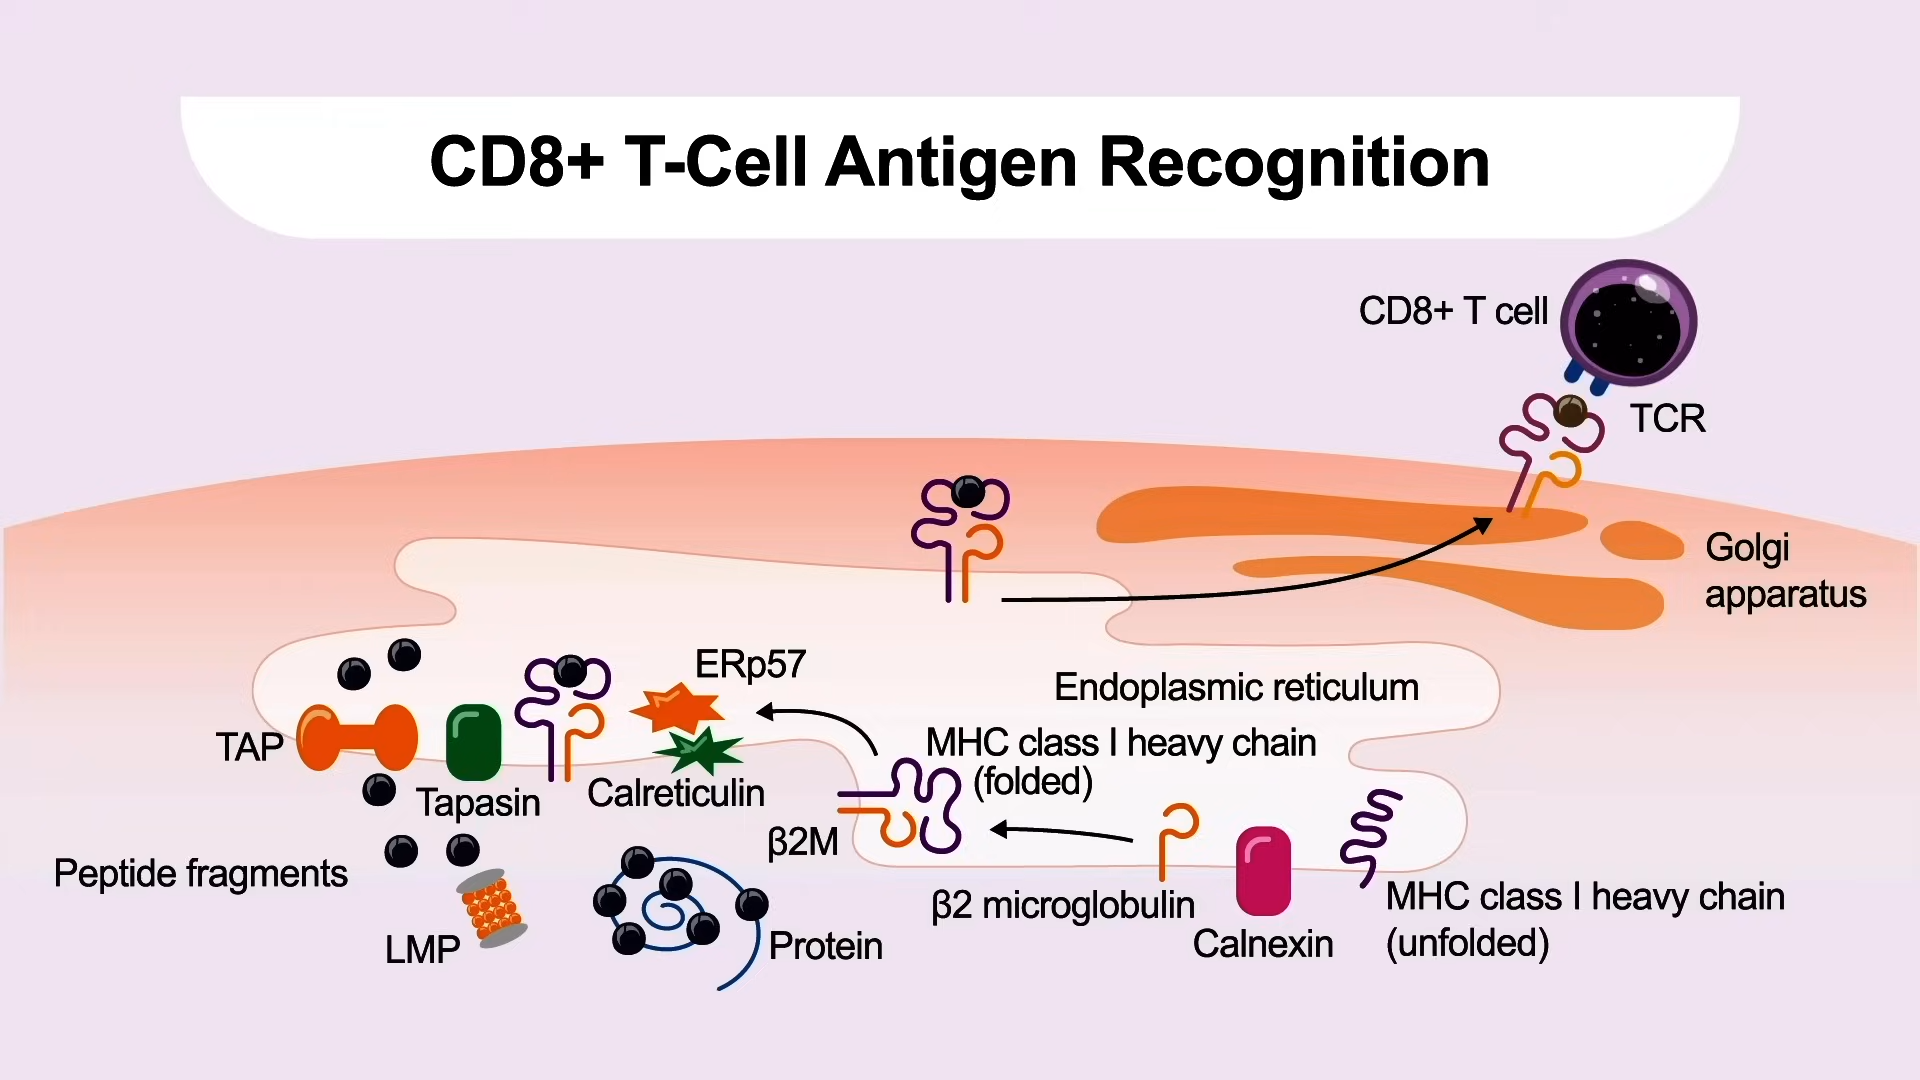 CD8+ T-Cell Antigen Recognition
CD8+ T cell
TCR
Golgi
apparatus
ERp57
Endoplasmic reticulum
TAP
MHC class I heavy chain
(folded)
Tapasin
Calreticulin
β2M
Peptide fragments
LMP
Protein
β2 microglobulin
Calnexin
MHC class I heavy chain
(unfolded)